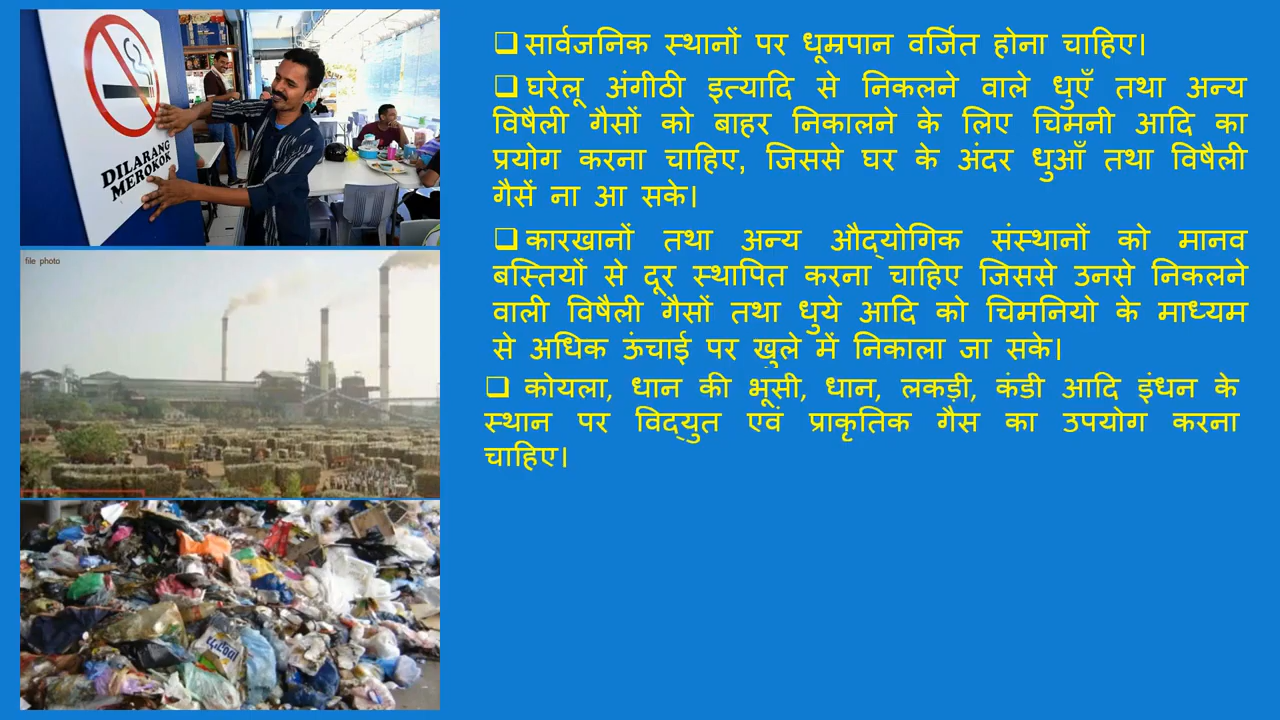 DILARANG
MEROKOK
file photo
❑ सार्वजनिक स्थानों पर धूम्रपान वर्जित होना चाहिए।
❑ घरेलू अंगीठी इत्यादि से निकलने वाले धुएँ तथा अन्य
विषैली गैसों को बाहर निकालने के लिए चिमनी आदि का
प्रयोग करना चाहिए, जिससे घर के अंदर धुआँ तथा विषैली
गैसें ना आ सके।
❑ कारखानों तथा अन्य औद्योगिक संस्थानों को मानव
बस्तियों से दूर स्थापित करना चाहिए जिससे उनसे निकलने
वाली विषैली गैसों तथा धुये आदि को चिमनियो के माध्यम
से अधिक ऊंचाई पर खुले में निकाला जा सके।
❑ कोयला, धान की भूसी, धान, लकड़ी, कंडी आदि इंधन के
स्थान पर विद्युत एवं प्राकृतिक गैस का उपयोग करना
चाहिए।